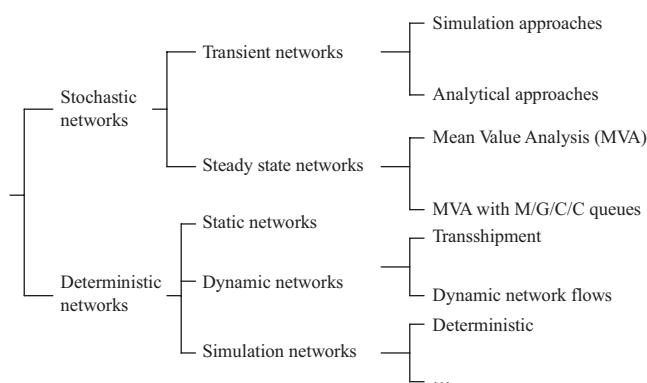 Simulation approaches
Transient networks
Analytical approaches
Stochastic
networks
Mean Value Analysis (MVA)
Steady state networks
MVA with M/G/C/C queues
Static networks
Transshipment
Deterministic
networks
Dynamic networks
Dynamic network flows
Deterministic
Simulation networks
...